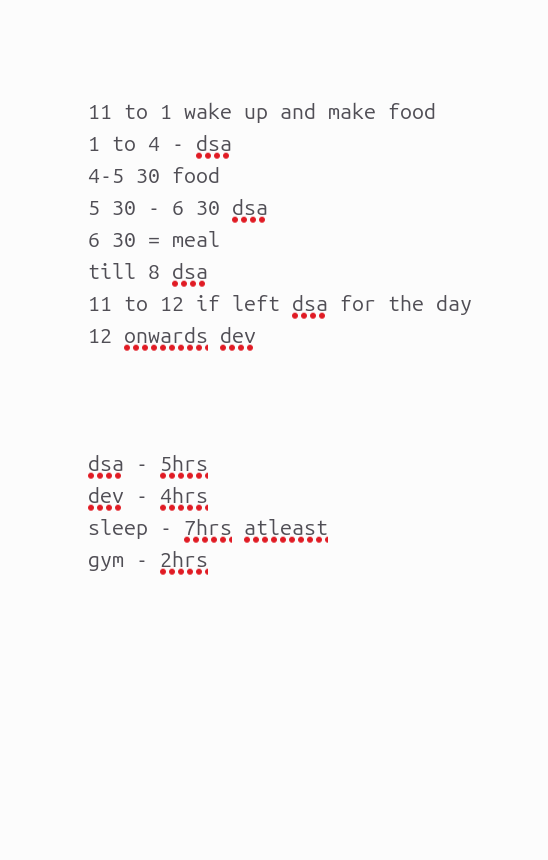 11 to 1 wake up and make food
1 to 4 - dsa
4-5 30 food
5 30 - 6 30 dsa
6 30 = meal
till 8 dsa
11 to 12 if left dsa for the day
12 onwards dev
dsa - 5hrs
dev - 4hrs
sleep - 7hrs atleast
gym - 2hrs